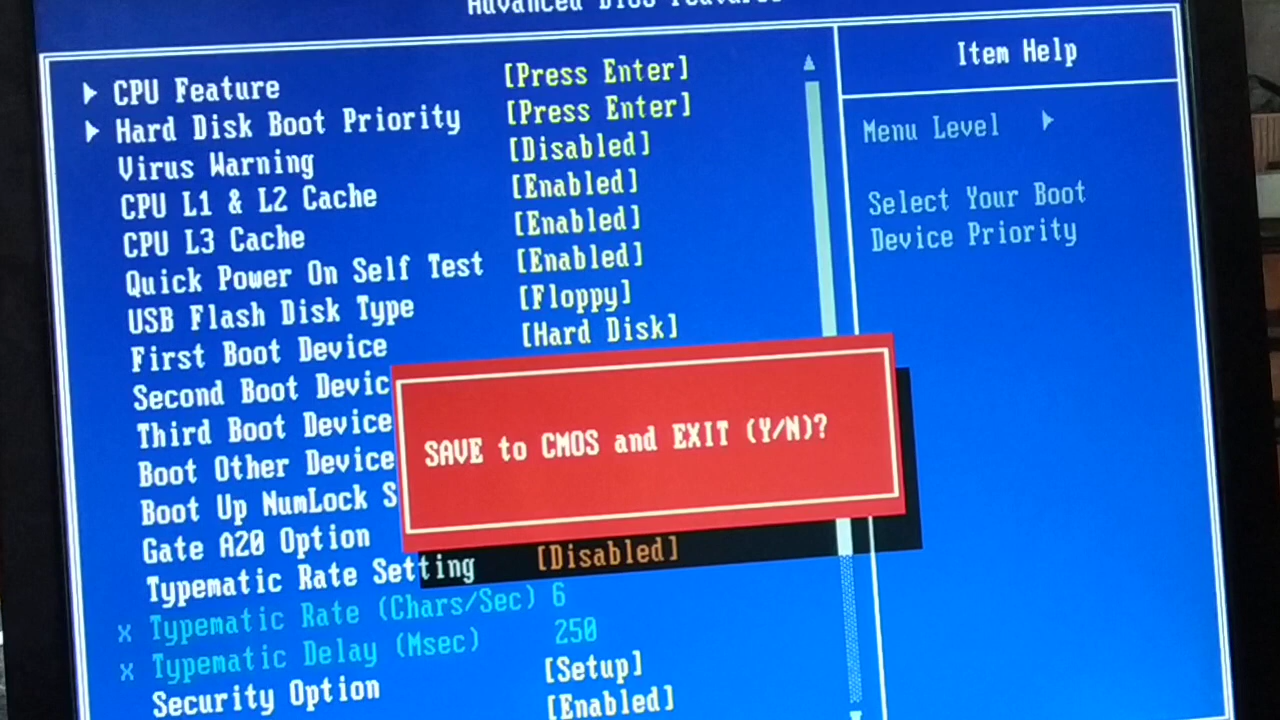 Advanced BIOS Features
CPU Feature [Press Enter]
Hard Disk Boot Priority [Press Enter]
Virus Warning [Disabled]
CPU L1 & L2 Cache [Enabled]
CPU L3 Cache [Enabled]
Quick Power On Self Test [Enabled]
USB Flash Disk Type [Floppy]
First Boot Device [Hard Disk]
Second Boot Devic
Third Boot Device
Boot Other Device
Boot Up NumLock S
Gate A20 Option
Typematic Rate Setting [Disabled]
x Typematic Rate (Chars/Sec) 6
x Typematic Delay (Msec) 250
Security Option [Setup]
[Enabled]
SAVE to CMOS and EXIT (Y/N)?
Item Help
Menu Level
Select Your Boot
Device Priority